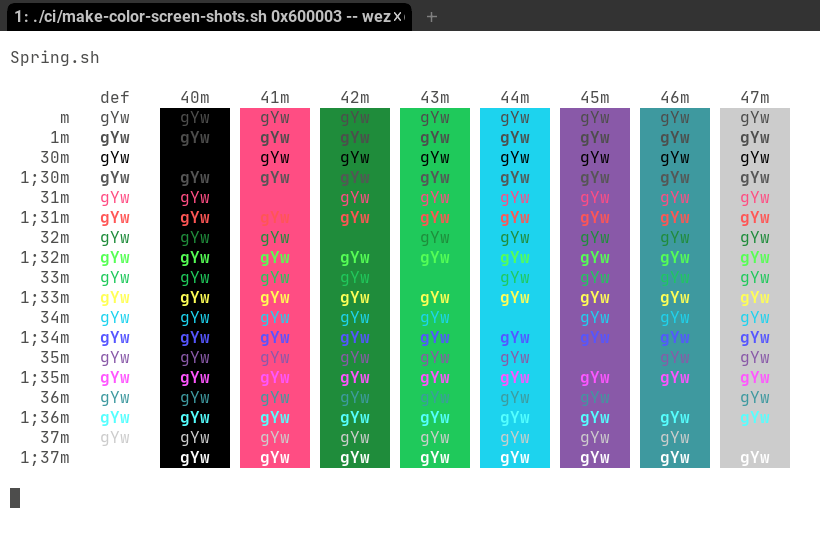 1: ./ci/make-color-screen-shots.sh 0x600003 -- wez
Spring.sh
def 40m 41m 42m 43m 44m 45m 46m 47m
m gYw gYw gYw gYw gYw gYw gYw gYw gYw
1m gYw gYw gYw gYw gYw gYw gYw gYw gYw
30m gYw gYw gYw gYw gYw gYw gYw gYw
1;30m gYw gYw gYw gYw gYw gYw gYw gYw gYw
31m gYw gYw gYw gYw gYw gYw gYw gYw
1;31m gYw gYw gYw gYw gYw gYw gYw gYw gYw
32m gYw gYw gYw gYw gYw gYw gYw gYw
1;32m gYw gYw gYw gYw gYw gYw gYw gYw gYw
33m gYw gYw gYw gYw gYw gYw gYw gYw
1;33m gYw gYw gYw gYw gYw gYw gYw gYw gYw
34m gYw gYw gYw gYw gYw gYw gYw gYw
1;34m gYw gYw gYw gYw gYw gYw gYw gYw gYw
35m gYw gYw gYw gYw gYw gYw gYw gYw
1;35m gYw gYw gYw gYw gYw gYw gYw gYw gYw
36m gYw gYw gYw gYw gYw gYw gYw gYw
1;36m gYw gYw gYw gYw gYw gYw gYw gYw gYw
37m gYw gYw gYw gYw gYw gYw gYw gYw
1;37m gYw gYw gYw gYw gYw gYw gYw gYw